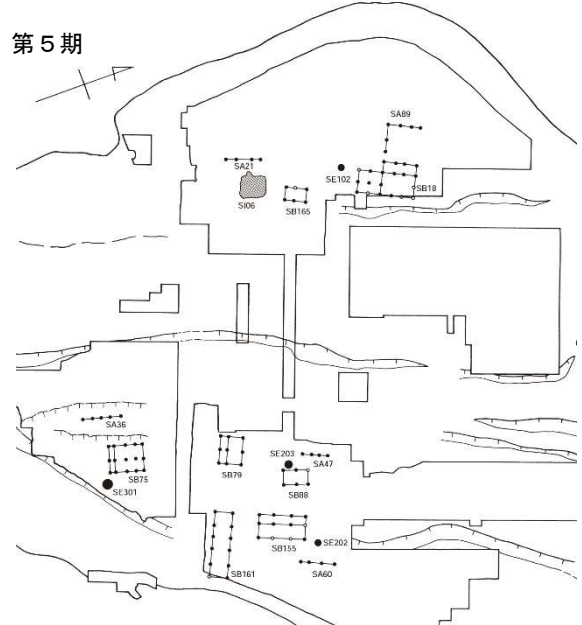 第5期
SA89
SA21
SE102
SI06
SB165
SB18
SA36
SB75
SE301
SB79
SE203
SA47
SB88
SB155
SE202
SB161
SA60